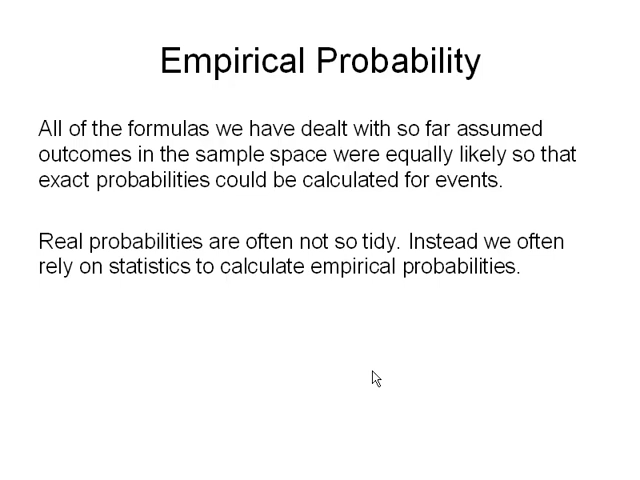 Empirical Probability
All of the formulas we have dealt with so far assumed
outcomes in the sample space were equally likely so that
exact probabilities could be calculated for events.
Real probabilities are often not so tidy. Instead we often
rely on statistics to calculate empirical probabilities.